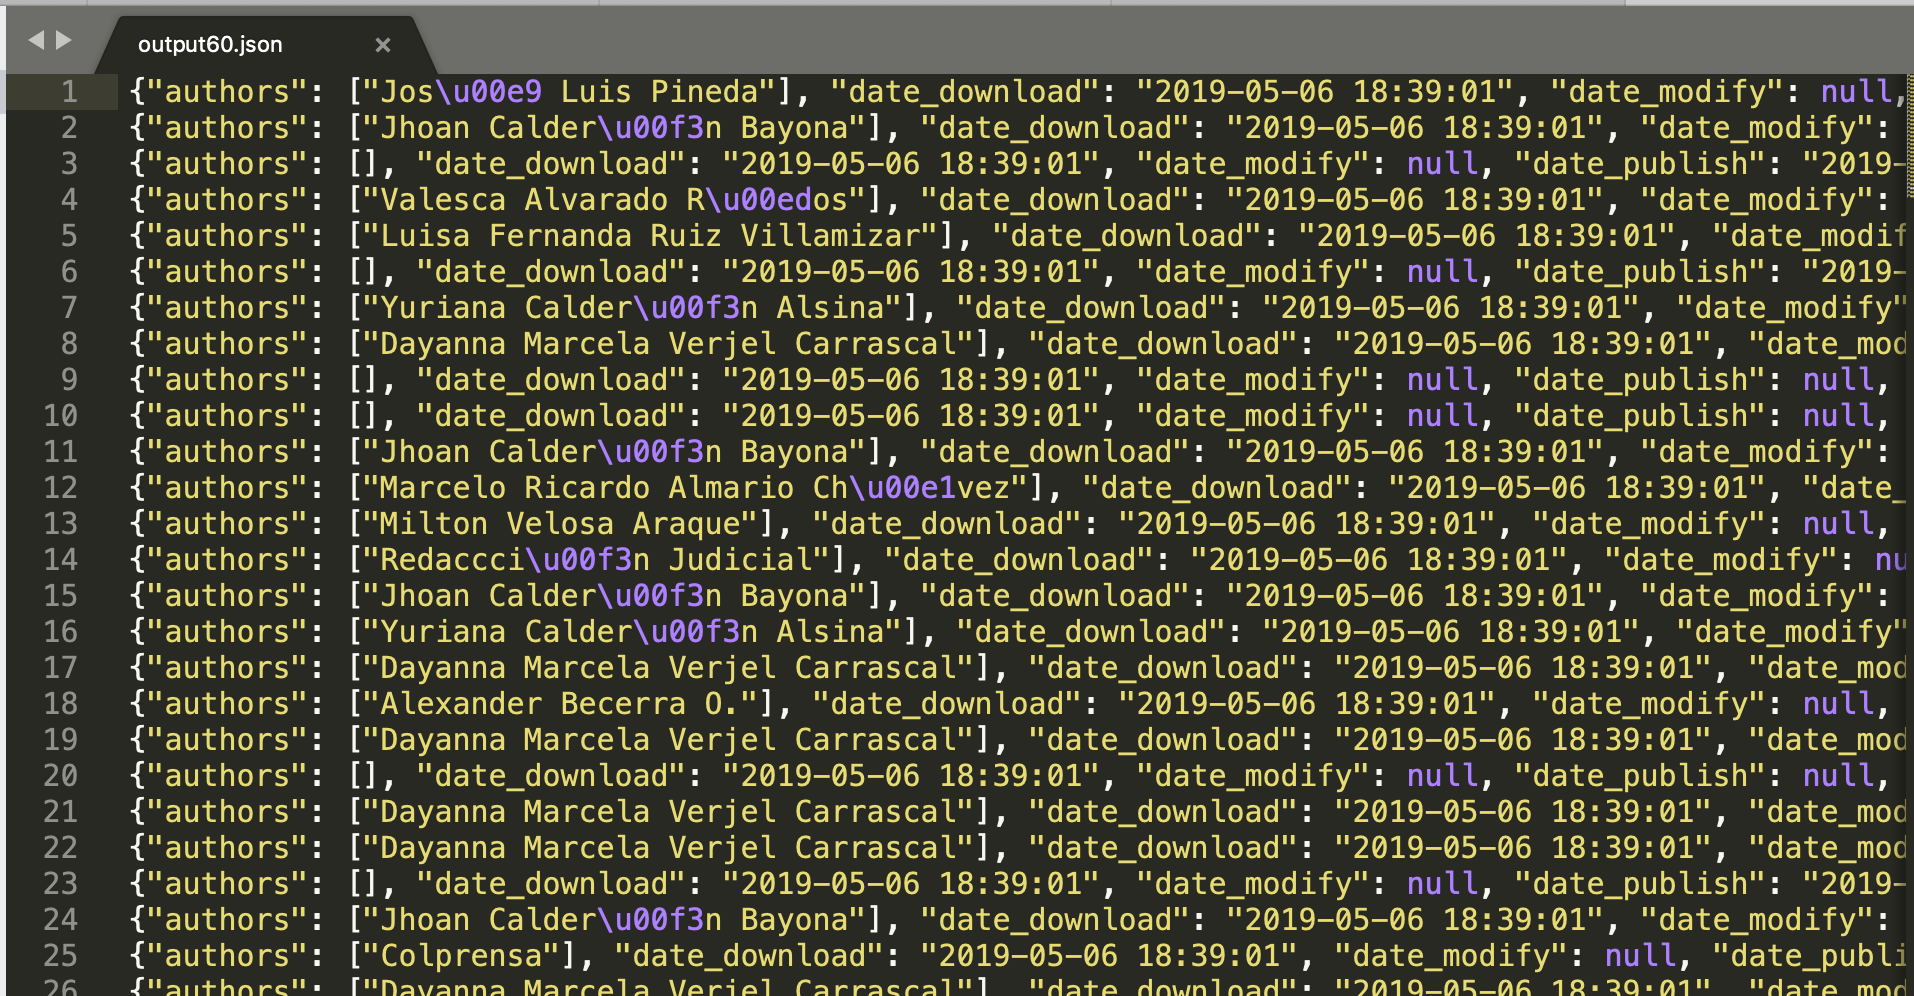 output60.json ×
1 {"authors": ["Jos\u00e9 Luis Pineda"], "date_download": "2019-05-06 18:39:01", "date_modify": null,
2 {"authors": ["Jhoan Calder\u00f3n Bayona"], "date_download": "2019-05-06 18:39:01", "date_modify":
3 {"authors": [], "date_download": "2019-05-06 18:39:01", "date_modify": null, "date_publish": "2019-
4 {"authors": ["Valesca Alvarado R\u00edos"], "date_download": "2019-05-06 18:39:01", "date_modify":
5 {"authors": ["Luisa Fernanda Ruiz Villamizar"], "date_download": "2019-05-06 18:39:01", "date_modif
6 {"authors": [], "date_download": "2019-05-06 18:39:01", "date_modify": null, "date_publish": "2019-
7 {"authors": ["Yuriana Calder\u00f3n Alsina"], "date_download": "2019-05-06 18:39:01", "date_modify"
8 {"authors": ["Dayanna Marcela Verjel Carrascal"], "date_download": "2019-05-06 18:39:01", "date_mod
9 {"authors": [], "date_download": "2019-05-06 18:39:01", "date_modify": null, "date_publish": null,
10 {"authors": [], "date_download": "2019-05-06 18:39:01", "date_modify": null, "date_publish": null,
11 {"authors": ["Jhoan Calder\u00f3n Bayona"], "date_download": "2019-05-06 18:39:01", "date_modify":
12 {"authors": ["Marcelo Ricardo Almario Ch\u00e1vez"], "date_download": "2019-05-06 18:39:01", "date_
13 {"authors": ["Milton Velosa Araque"], "date_download": "2019-05-06 18:39:01", "date_modify": null,
14 {"authors": ["Redaccci\u00f3n Judicial"], "date_download": "2019-05-06 18:39:01", "date_modify": nu
15 {"authors": ["Jhoan Calder\u00f3n Bayona"], "date_download": "2019-05-06 18:39:01", "date_modify":
16 {"authors": ["Yuriana Calder\u00f3n Alsina"], "date_download": "2019-05-06 18:39:01", "date_modify"
17 {"authors": ["Dayanna Marcela Verjel Carrascal"], "date_download": "2019-05-06 18:39:01", "date_mod
18 {"authors": ["Alexander Becerra O."], "date_download": "2019-05-06 18:39:01", "date_modify": null,
19 {"authors": ["Dayanna Marcela Verjel Carrascal"], "date_download": "2019-05-06 18:39:01", "date_mod
20 {"authors": [], "date_download": "2019-05-06 18:39:01", "date_modify": null, "date_publish": null,
21 {"authors": ["Dayanna Marcela Verjel Carrascal"], "date_download": "2019-05-06 18:39:01", "date_mod
22 {"authors": ["Dayanna Marcela Verjel Carrascal"], "date_download": "2019-05-06 18:39:01", "date_mod
23 {"authors": [], "date_download": "2019-05-06 18:39:01", "date_modify": null, "date_publish": "2019-
24 {"authors": ["Jhoan Calder\u00f3n Bayona"], "date_download": "2019-05-06 18:39:01", "date_modify":
25 {"authors": ["Colprensa"], "date_download": "2019-05-06 18:39:01", "date_modify": null, "date_publi
26 {"authors": ["Dayanna Marcela Verjel Carrascal"], "date_download": "2019-05-06 18:39:01", "date_mod